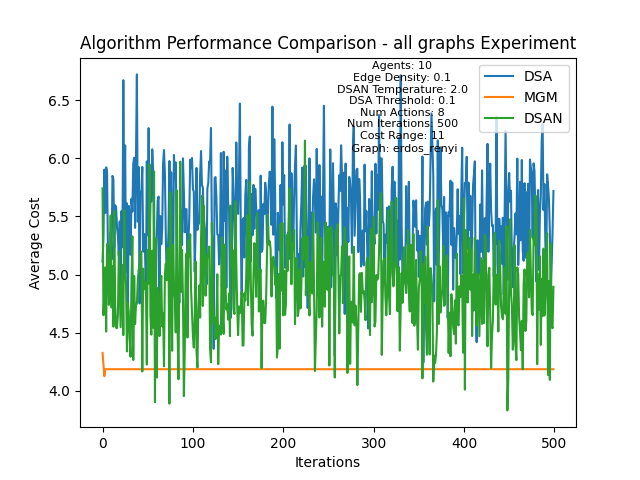 Algorithm Performance Comparison - all graphs Experiment
Agents: 10
Edge Density: 0.1
DSAN Temperature: 2.0
DSA Threshold: 0.1
Num Actions: 8
Num Iterations: 500
Cost Range: 11
Graph: erdos_renyi
DSA
MGM
DSAN
Average Cost
6.5
6.0
5.5
5.0
4.5
4.0
0
100
200
300
400
500
Iterations